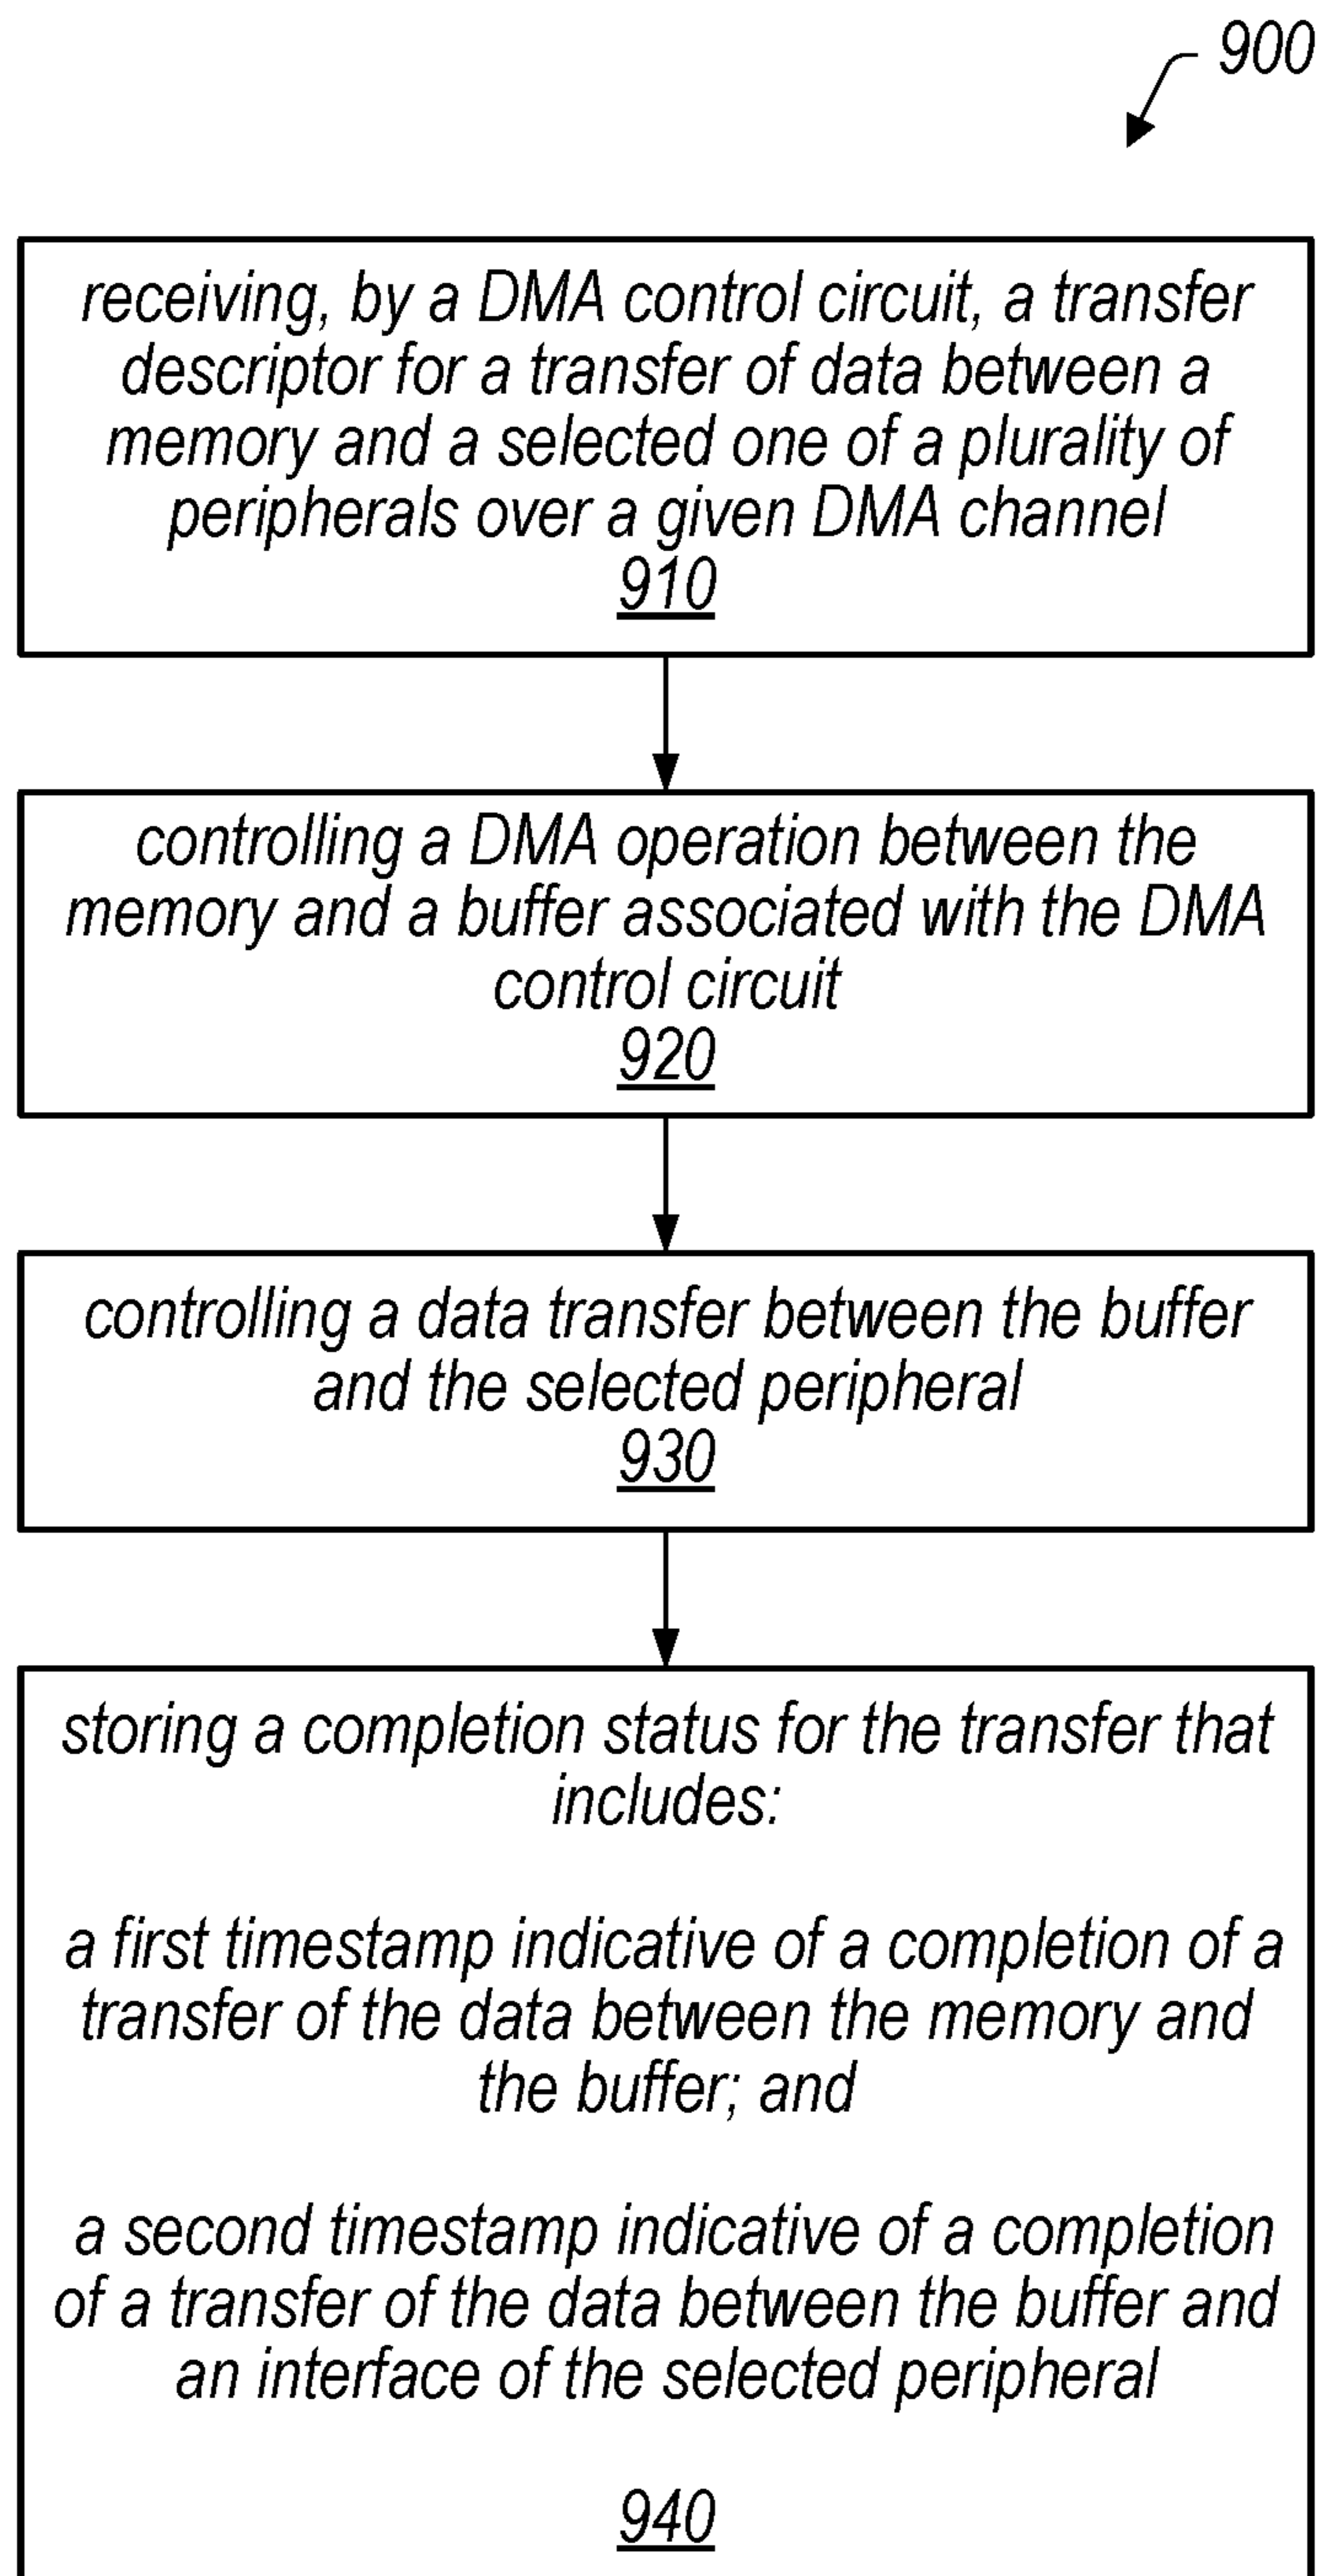 900
receiving, by a DMA control circuit, a transfer
descriptor for a transfer of data between a
memory and a selected one of a plurality of
peripherals over a given DMA channel
910
controlling a DMA operation between the
memory and a buffer associated with the DMA
control circuit
920
controlling a data transfer between the buffer
and the selected peripheral
930
storing a completion status for the transfer that
includes:
a first timestamp indicative of a completion of a
transfer of the data between the memory and
the buffer; and
a second timestamp indicative of a completion
of a transfer of the data between the buffer and
an interface of the selected peripheral
940